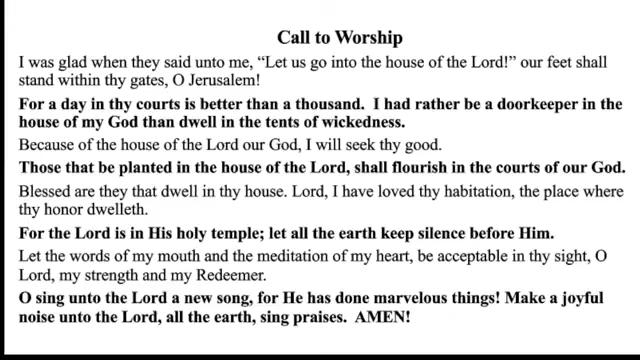 Call to Worship
I was glad when they said unto me, “Let us go into the house of the Lord!” our feet shall
stand within thy gates, O Jerusalem!
For a day in thy courts is better than a thousand.  I had rather be a doorkeeper in the
house of my God than dwell in the tents of wickedness.
Because of the house of the Lord our God, I will seek thy good.
Those that be planted in the house of the Lord, shall flourish in the courts of our God.
Blessed are they that dwell in thy house. Lord, I have loved thy habitation, the place where
thy honor dwelleth.
For the Lord is in His holy temple; let all the earth keep silence before Him.
Let the words of my mouth and the meditation of my heart, be acceptable in thy sight, O
Lord, my strength and my Redeemer.
O sing unto the Lord a new song, for He has done marvelous things! Make a joyful
noise unto the Lord, all the earth, sing praises.  AMEN!